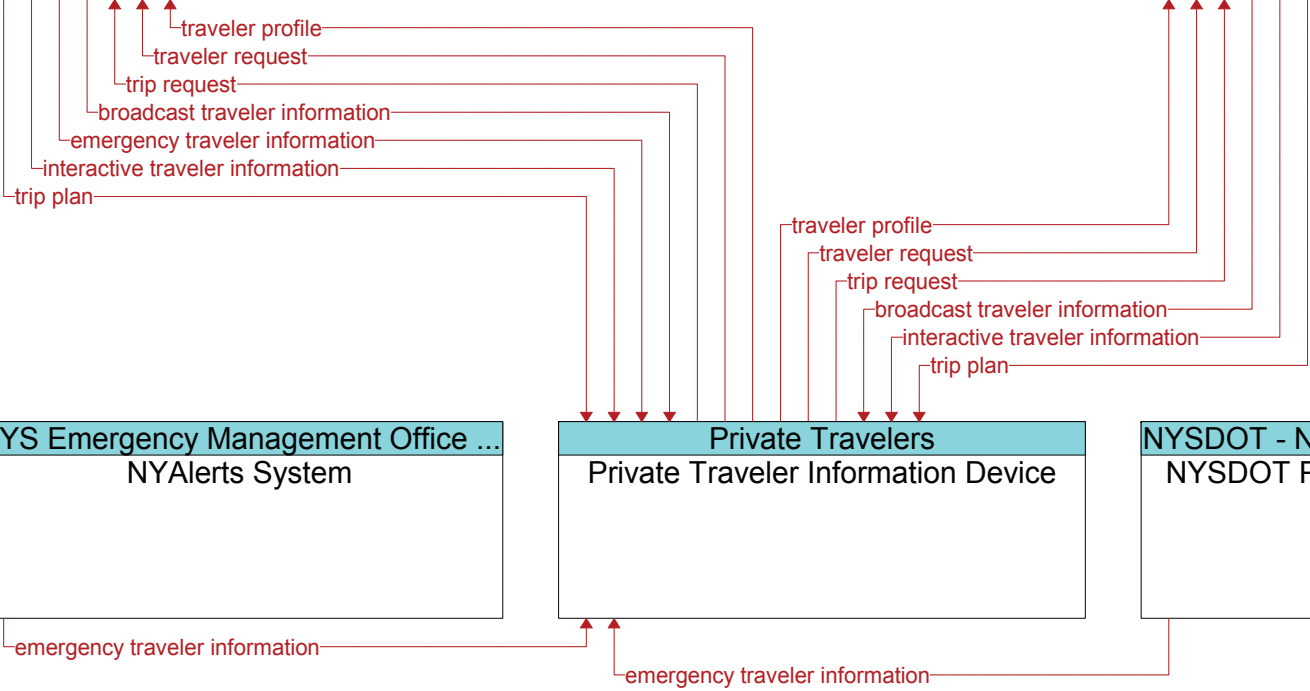 traveler profile
traveler request
trip request
broadcast traveler information
emergency traveler information
interactive traveler information
trip plan
traveler profile
traveler request
trip request
broadcast traveler information
interactive traveler information
trip plan
YS Emergency Management Office ...
NYAlerts System
Private Travelers
Private Traveler Information Device
NYSDOT - N
NYSDOT
emergency traveler information
emergency traveler information